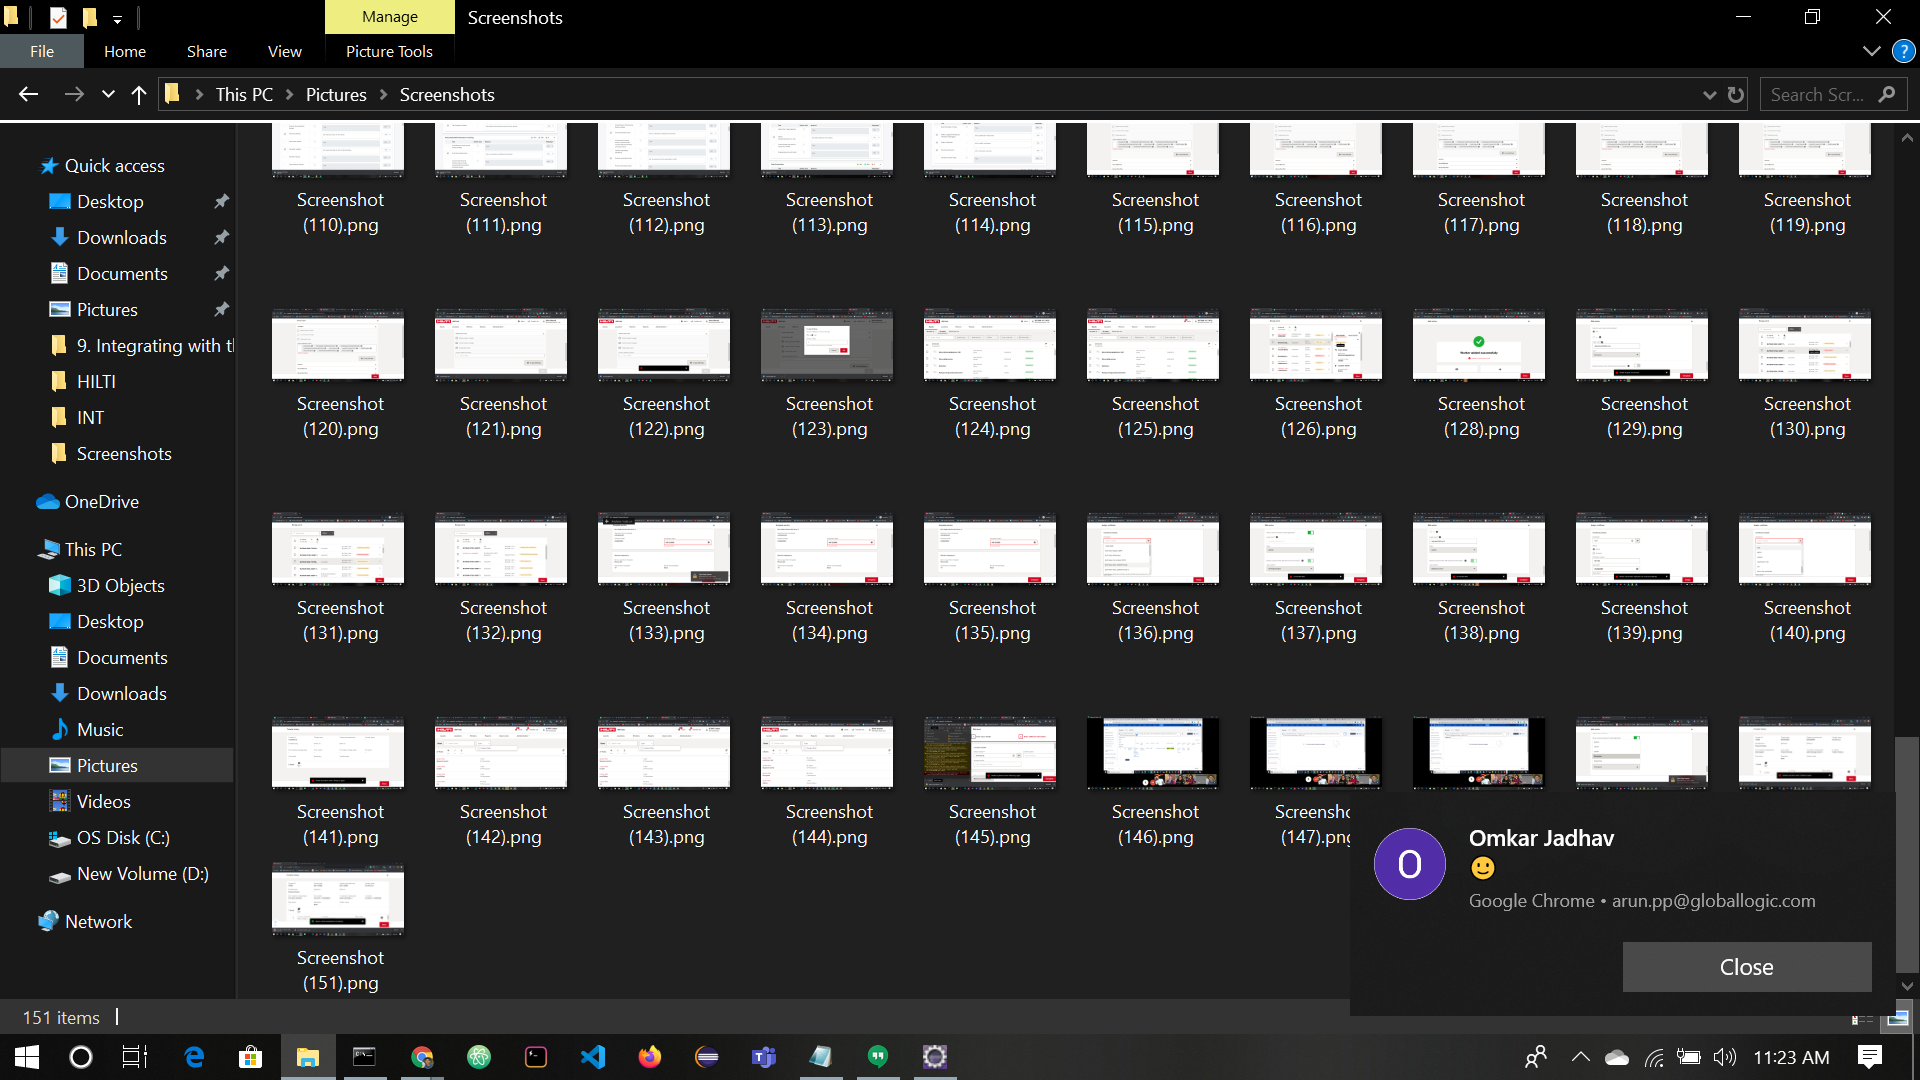 Manage
Screenshots
File
Home
Share
View
Picture Tools
?
This PC
Pictures
Screenshots
Search Scr...
Quick access
Desktop
Downloads
Documents
Pictures
9. Integrating with t
HILTI
INT
Screenshots
OneDrive
This PC
3D Objects
Desktop
Documents
Downloads
Music
Pictures
Videos
OS Disk (C:)
New Volume (D:)
Network
Screenshot
(110).png
Screenshot
(111).png
Screenshot
(112).png
Screenshot
(113).png
Screenshot
(114).png
Screenshot
(115).png
Screenshot
(116).png
Screenshot
(117).png
Screenshot
(118).png
Screenshot
(119).png
Screenshot
(120).png
Screenshot
(121).png
Screenshot
(122).png
Screenshot
(123).png
Screenshot
(124).png
Screenshot
(125).png
Screenshot
(126).png
Screenshot
(128).png
Screenshot
(129).png
Screenshot
(130).png
Screenshot
(131).png
Screenshot
(132).png
Screenshot
(133).png
Screenshot
(134).png
Screenshot
(135).png
Screenshot
(136).png
Screenshot
(137).png
Screenshot
(138).png
Screenshot
(139).png
Screenshot
(140).png
Screenshot
(141).png
Screenshot
(142).png
Screenshot
(143).png
Screenshot
(144).png
Screenshot
(145).png
Screenshot
(146).png
Screensho
(147).pn
Screenshot
(151).png
O
Omkar Jadhav
🙂
Google Chrome • arun.pp@globallogic.com
Close
151 items
11:23 AM